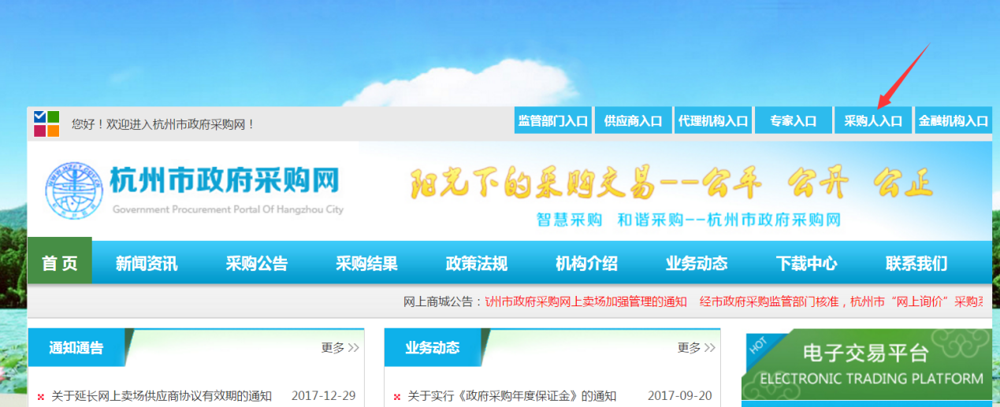 您好！欢迎进入杭州市政府采购网！
监管部门入口 供应商入口 代理机构入口 专家入口 采购人入口 金融机构入口
杭州市政府采购网
Government Procurement Portal Of Hangzhou City
阳光下的采购交易--公平 公开 公正
智慧采购 和谐采购--杭州市政府采购网
首 页 新闻资讯 采购公告 采购结果 政策法规 机构介绍 业务动态 下载中心 联系我们
网上商城公告： 州市政府采购网上卖场加强管理的通知 经市政府采购监管部门核准，杭州市“网上询价”采购
通知通告 更多 >>
业务动态 更多 >>
HOT
电子交易平台
ELECTRONIC TRADING PLATFORM
关于延长网上卖场供应商协议有效期的通知 2017-12-29
关于实行《政府采购年度保证金》的通知 2017-09-20